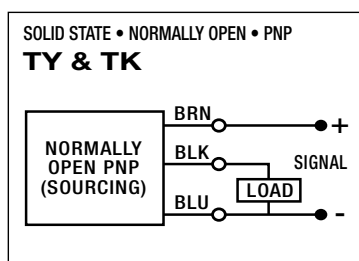 SOLID STATE • NORMALLY OPEN • PNP
TY & TK
BRN
+
NORMALLY
OPEN PNP
(SOURCING)
BLK
SIGNAL
LOAD
BLU
-